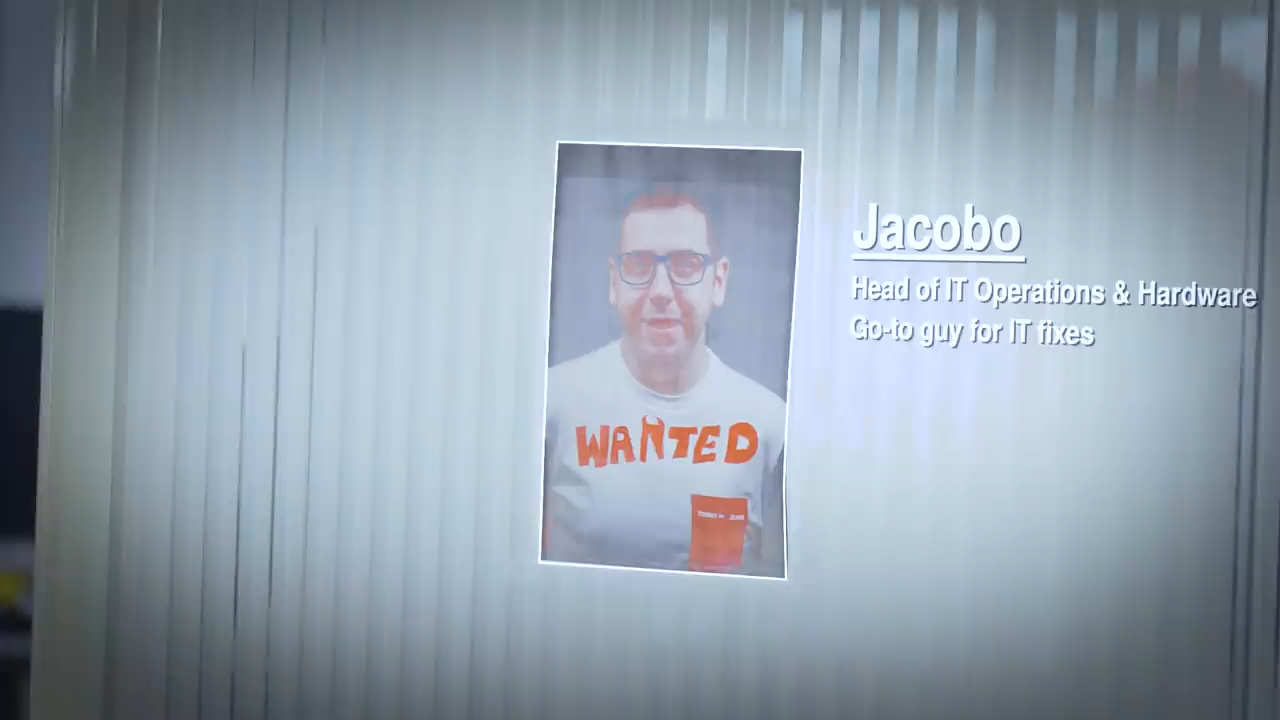 Jacobo
Head of IT Operations & Hardware
Go-to guy for IT fixes
WANTED